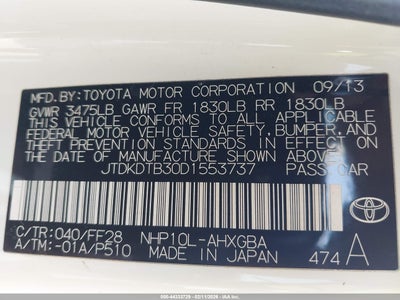 MFD. BY: TOYOTA MOTOR CORPORATION 09/13
GVWR 3475LB GAWR FR 1830LB RR 1830LB
THIS VEHICLE CONFORMS TO ALL APPLICABLE
FEDERAL MOTOR VEHICLE SAFETY, BUMPER, AND
THEFT PREVENTION STANDARDS IN EFFECT ON
THE DATE OF MANUFACTURE SHOWN ABOVE.
JTDKDTB30D1553737 PASS CAR
C/TR: 040/FF28 NHP10L-AHXGBA
A/TM: -01A/P510 MADE IN JAPAN 474 A
TOYOTA